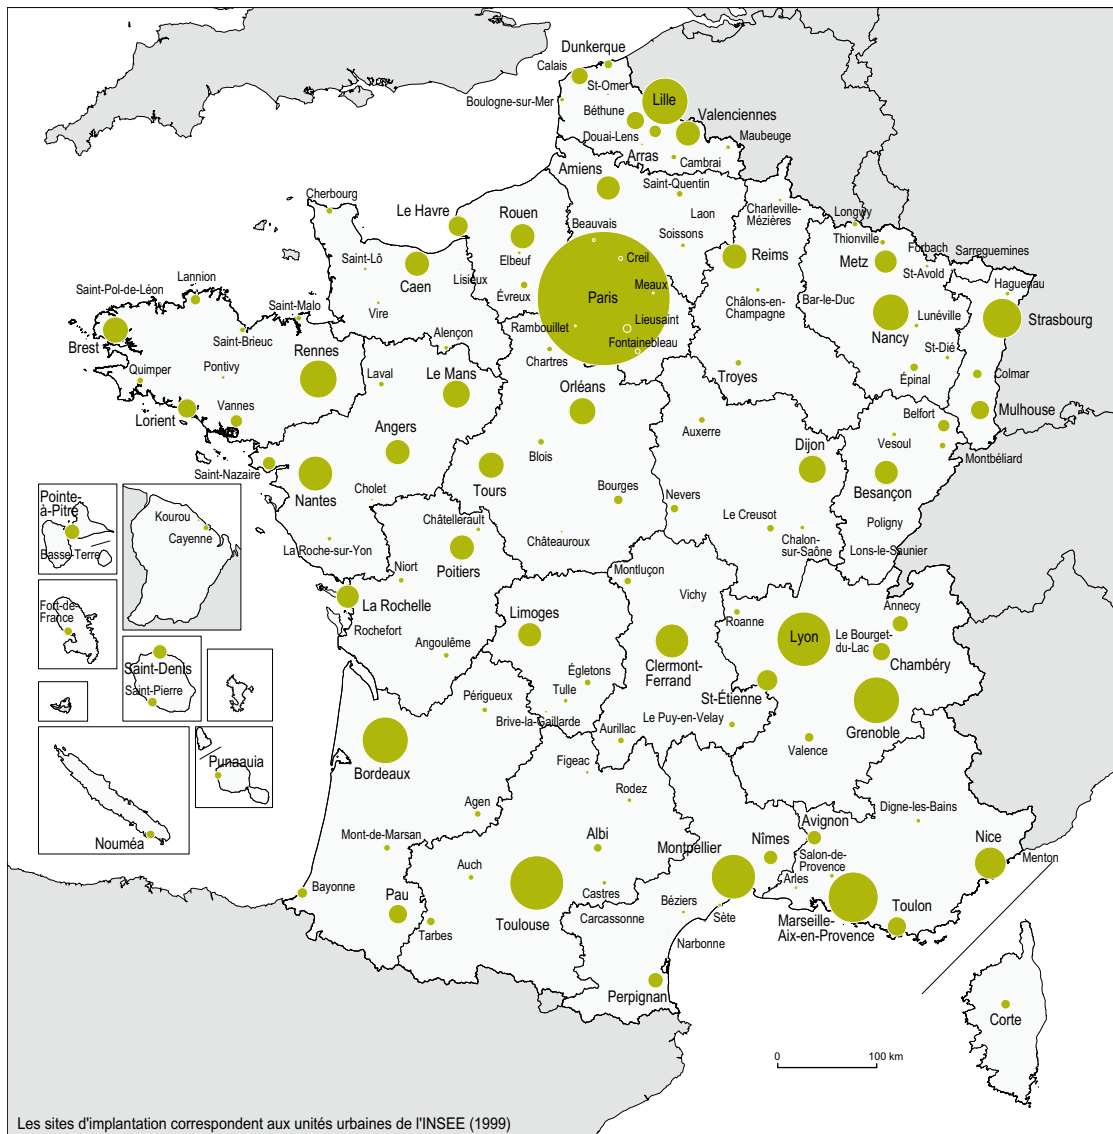 Dunkerque
Calais
St-Omer
Boulogne-sur-Mer
Lille
Béthune
Valenciennes
Douai-Lens
Maubeuge
Arras
Cambrai
Amiens
Saint-Quentin
Cherbourg
Charleville-
Mézières
Le Havre
Rouen
Laon
Longwy
Beauvais
Soissons
Thionville
Forbach
Sarreguemines
Saint-Lô
Elbeuf
Creil
Reims
Metz
St-Avold
Caen
Lisieux
Lannion
Évreux
Meaux
Haguenau
Saint-Pol-de-Léon
Paris
Châlons-en-
Champagne
Bar-le-Duc
Saint-Malo
Vire
Lunéville
Strasbourg
Rambouillet
Lieusaint
Brest
Saint-Brieuc
Alençon
Nancy
Fontainebleau
St-Dié
Chartres
Rennes
Quimper
Pontivy
Laval
Le Mans
Troyes
Épinal
Colmar
Orléans
Lorient
Vannes
Mulhouse
Angers
Auxerre
Belfort
Vesoul
Saint-Nazaire
Blois
Dijon
Montbéliard
Nantes
Tours
Besançon
Pointe-
à-Pitre
Cholet
Bourges
Nevers
Kourou
Cayenne
Châtellerault
Le Creusot
Poligny
Basse-Terre
La Roche-sur-Yon
Châteauroux
Chalon-
sur-Saône
Lons-le-Saunier
Poitiers
Niort
Montluçon
Fort-de-
France
La Rochelle
Vichy
Annecy
Limoges
Roanne
Rochefort
Lyon
Le Bourget-
du-Lac
Angoulême
Clermont-
Ferrand
Chambéry
Saint-Denis
Égletons
Saint-Pierre
Tulle
St-Étienne
Périgueux
Grenoble
Brive-la-Gaillarde
Le Puy-en-Velay
Aurillac
Valence
Punaauia
Bordeaux
Figeac
Rodez
Agen
Digne-les-Bains
Avignon
Nouméa
Mont-de-Marsan
Albi
Nîmes
Nice
Montpellier
Salon-de-
Provence
Menton
Auch
Arles
Bayonne
Castres
Béziers
Pau
Toulouse
Carcassonne
Sète
Marseille-
Aix-en-Provence
Toulon
Tarbes
Narbonne
Perpignan
Corte
0 100 km
Les sites d'implantation correspondent aux unités urbaines de l'INSEE (1999)